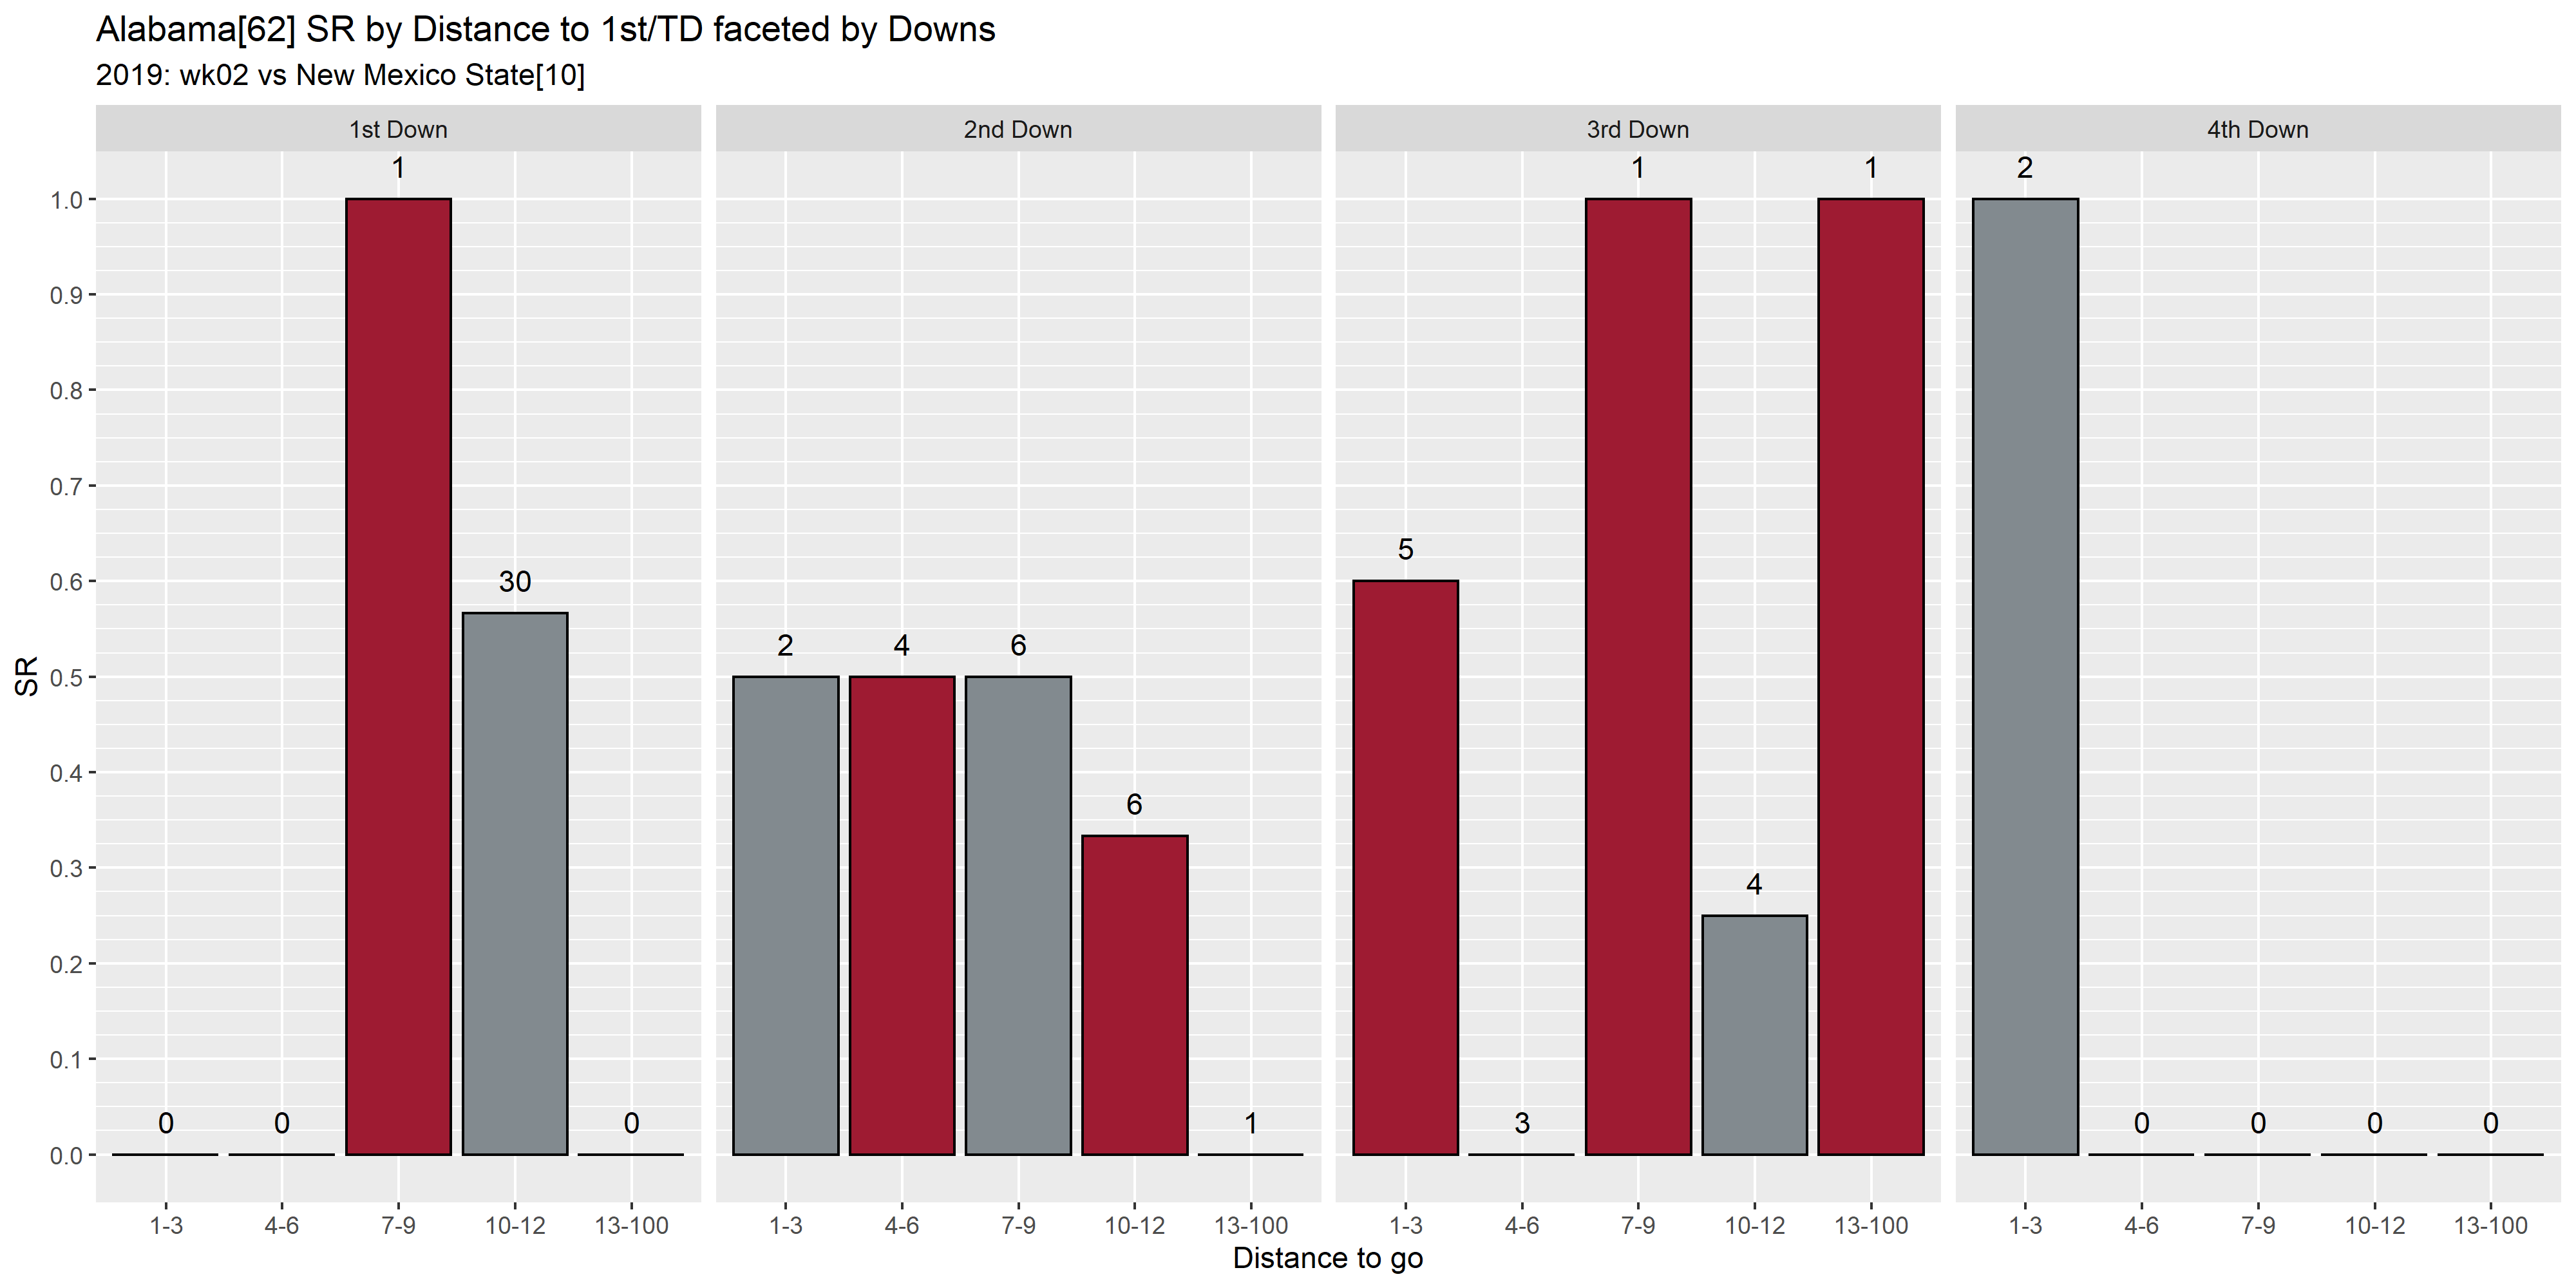 Alabama[62] SR by Distance to 1st/TD faceted by Downs
2019: wk02 vs New Mexico State[10]
1st Down
2nd Down
3rd Down
4th Down
SR
1.0
0.9
0.8
0.7
0.6
0.5
0.4
0.3
0.2
0.1
0.0
0 0 1 30 0
2 4 6 6 1
5 3 1 4 1
2 0 0 0 0
1-3 4-6 7-9 10-12 13-100
1-3 4-6 7-9 10-12 13-100
1-3 4-6 7-9 10-12 13-100
1-3 4-6 7-9 10-12 13-100
Distance to go